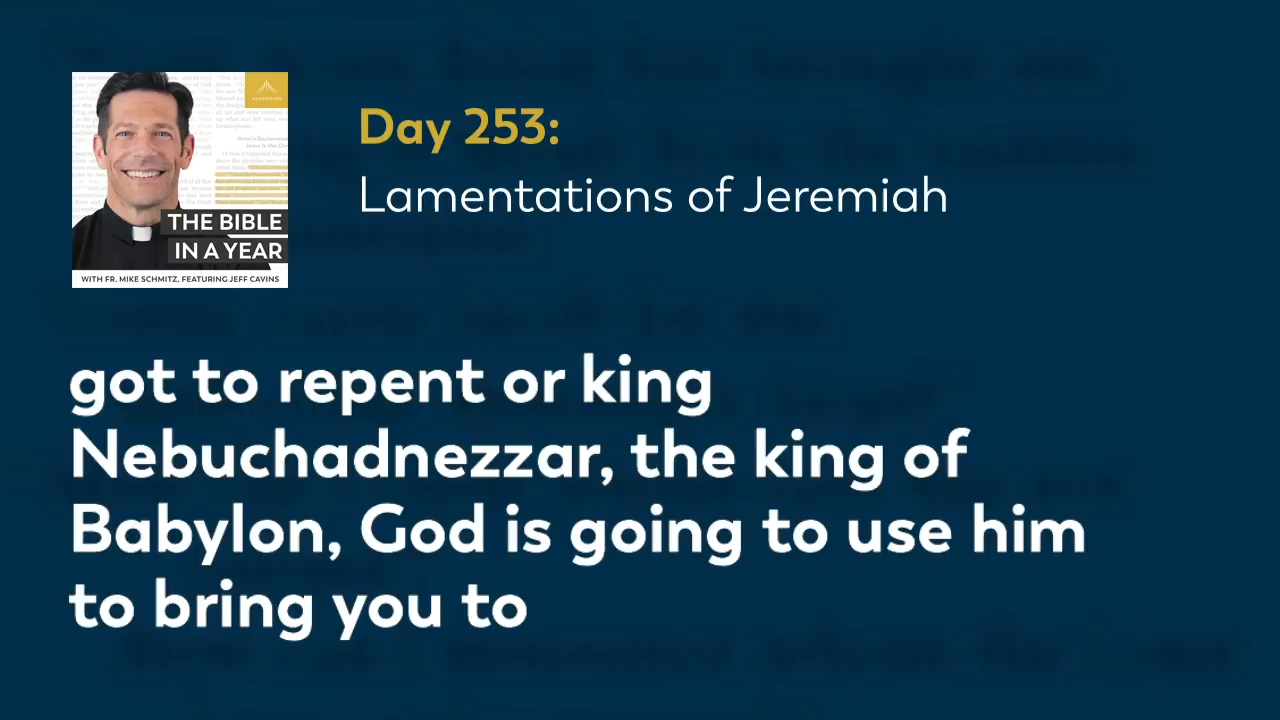 Day 253:
Lamentations of Jeremiah
THE BIBLE
IN A YEAR
WITH FR. MIKE SCHMITZ, FEATURING JEFF CAVINS
got to repent or king
Nebuchadnezzar, the king of
Babylon, God is going to use him
to bring you to